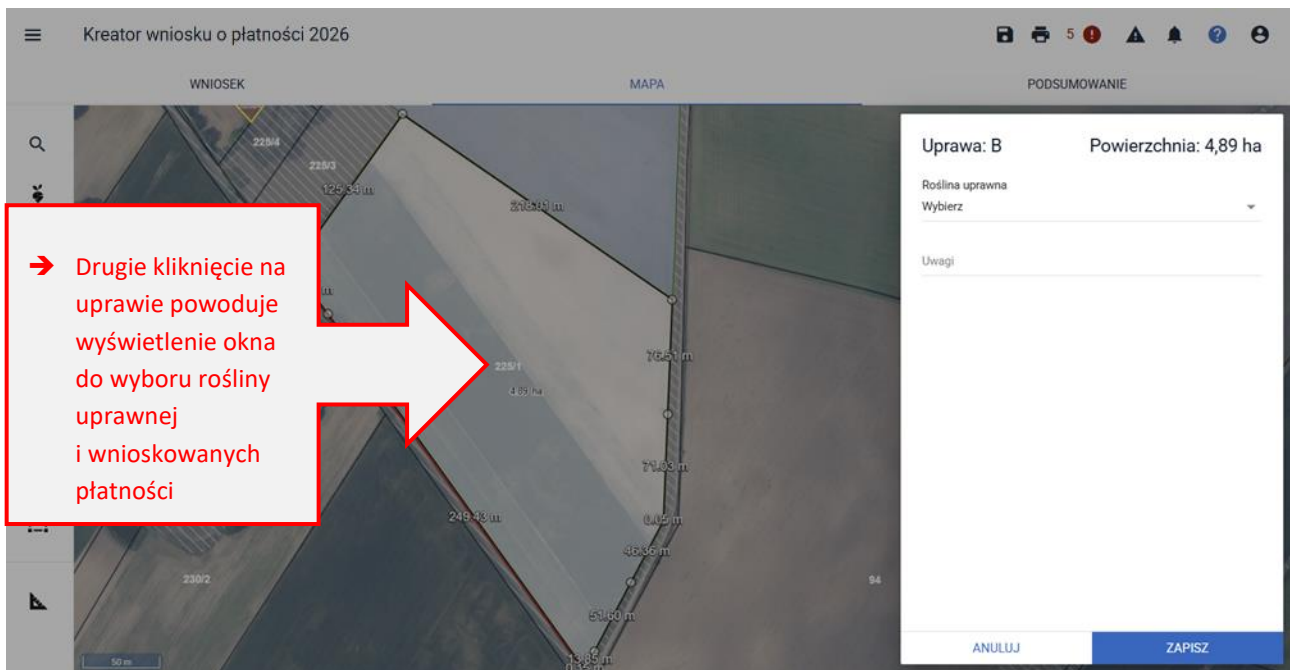 Kreator wniosku o płatności 2026
5
WNIOSEK
MAPA
PODSUMOWANIE
Uprawa: B
Powierzchnia: 4,89 ha
Roślina uprawna
Wybierz
Uwagi
ANULUJ
ZAPISZ
➔ Drugie kliknięcie na
uprawie powoduje
wyświetlenie okna
do wyboru rośliny
uprawnej
i wnioskowanych
płatności
225/4
225/3
125.34 m
m
76.51 m
225/1
4.89 ha
71.03 m
249.43 m
0.05 m
46.36 m
230/2
94
51.60 m
13.85 m
50 m